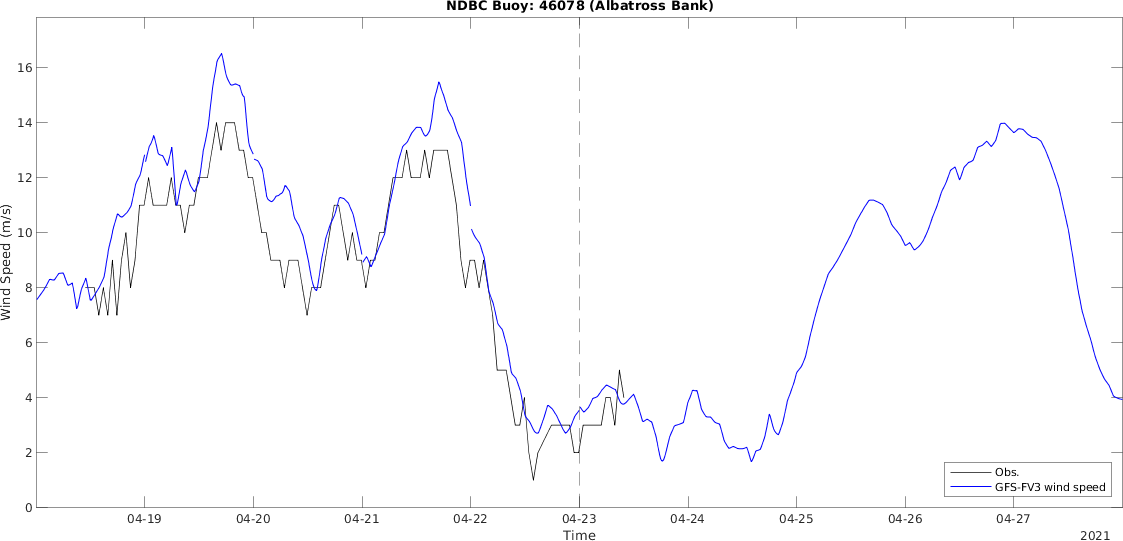 NDBC Buoy: 46078 (Albatross Bank)
Wind Speed (m/s)
16
14
12
10
8
6
4
2
0
Obs.
GFS-FV3 wind speed
04-19 04-20 04-21 04-22 04-23 04-24 04-25 04-26 04-27
Time
2021